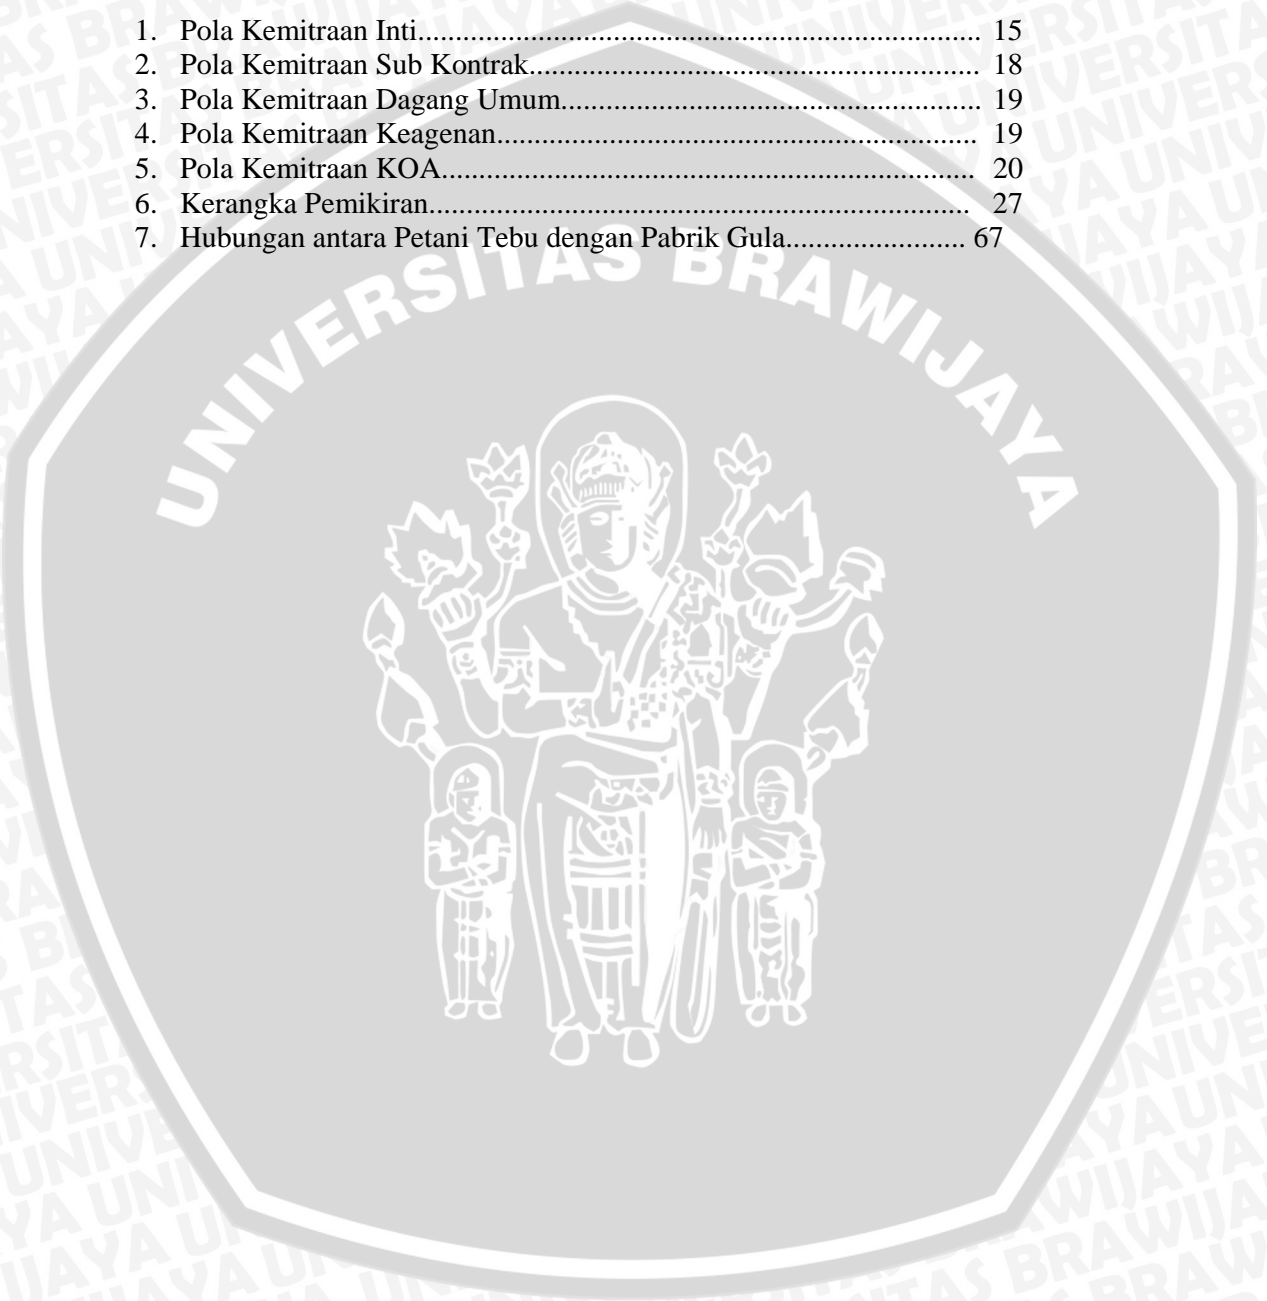 1. Pola Kemitraan Inti........................................................................... 15
2. Pola Kemitraan Sub Kontrak............................................................ 18
3. Pola Kemitraan Dagang Umum........................................................ 19
4. Pola Kemitraan Keagenan................................................................ 19
5. Pola Kemitraan KOA....................................................................... 20
6. Kerangka Pemikiran........................................................................ 27
7. Hubungan antara Petani Tebu dengan Pabrik Gula........................ 67
UNIVERSITAS BRAWIJAYA